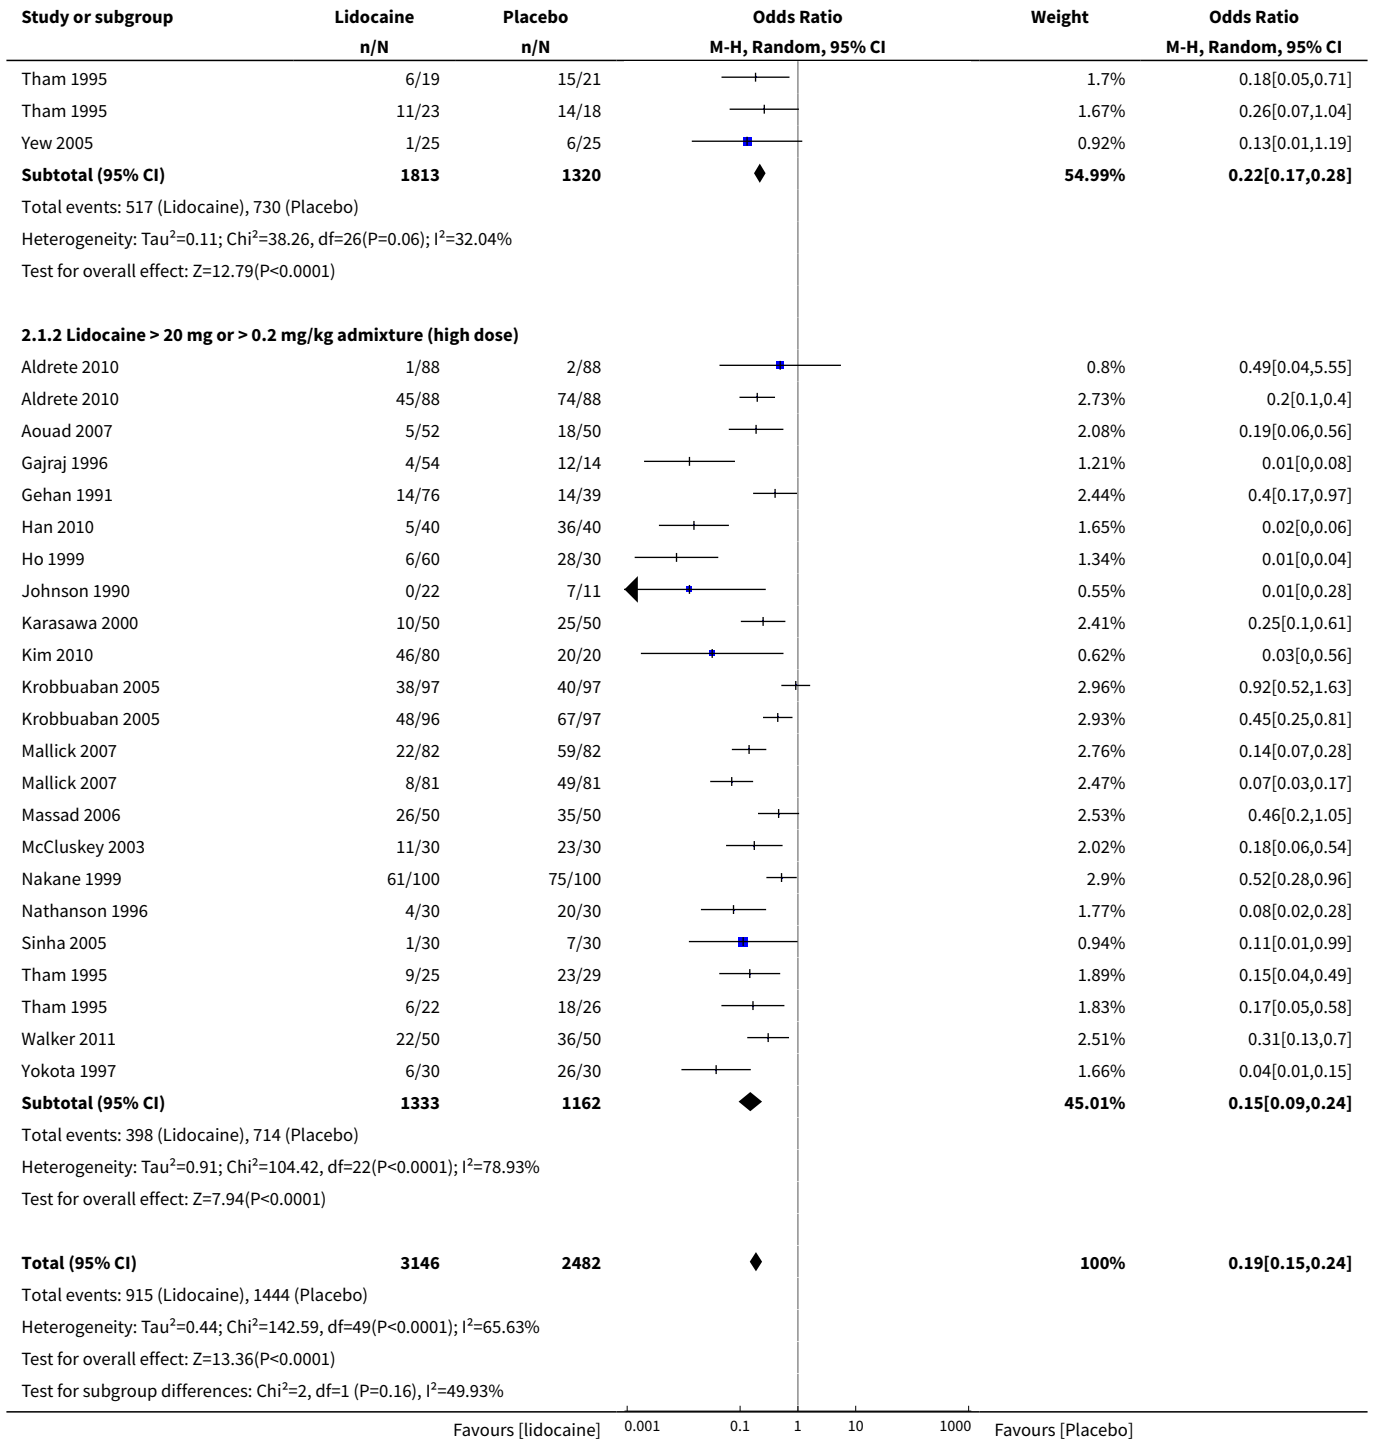 Study or subgroup Lidocaine Placebo Odds Ratio Weight Odds Ratio
n/N n/N M-H, Random, 95% CI M-H, Random, 95% CI
Tham 1995 6/19 15/21 1.7% 0.18[0.05,0.71]
Tham 1995 11/23 14/18 1.67% 0.26[0.07,1.04]
Yew 2005 1/25 6/25 0.92% 0.13[0.01,1.19]
Subtotal (95% CI) 1813 1320 54.99% 0.22[0.17,0.28]
Total events: 517 (Lidocaine), 730 (Placebo)
Heterogeneity: Tau²=0.11; Chi²=38.26, df=26(P=0.06); I²=32.04%
Test for overall effect: Z=12.79(P<0.0001)
2.1.2 Lidocaine > 20 mg or > 0.2 mg/kg admixture (high dose)
Aldrete 2010 1/88 2/88 0.8% 0.49[0.04,5.55]
Aldrete 2010 45/88 74/88 2.73% 0.2[0.1,0.4]
Aouad 2007 5/52 18/50 2.08% 0.19[0.06,0.56]
Gajraj 1996 4/54 12/14 1.21% 0.01[0,0.08]
Gehan 1991 14/76 14/39 2.44% 0.4[0.17,0.97]
Han 2010 5/40 36/40 1.65% 0.02[0,0.06]
Ho 1999 6/60 28/30 1.34% 0.01[0,0.04]
Johnson 1990 0/22 7/11 0.55% 0.01[0,0.28]
Karasawa 2000 10/50 25/50 2.41% 0.25[0.1,0.61]
Kim 2010 46/80 20/20 0.62% 0.03[0,0.56]
Krobbuaban 2005 38/97 40/97 2.96% 0.92[0.52,1.63]
Krobbuaban 2005 48/96 67/97 2.93% 0.45[0.25,0.81]
Mallick 2007 22/82 59/82 2.76% 0.14[0.07,0.28]
Mallick 2007 8/81 49/81 2.47% 0.07[0.03,0.17]
Massad 2006 26/50 35/50 2.53% 0.46[0.2,1.05]
McCluskey 2003 11/30 23/30 2.02% 0.18[0.06,0.54]
Nakane 1999 61/100 75/100 2.9% 0.52[0.28,0.96]
Nathanson 1996 4/30 20/30 1.77% 0.08[0.02,0.28]
Sinha 2005 1/30 7/30 0.94% 0.11[0.01,0.99]
Tham 1995 9/25 23/29 1.89% 0.15[0.04,0.49]
Tham 1995 6/22 18/26 1.83% 0.17[0.05,0.58]
Walker 2011 22/50 36/50 2.51% 0.31[0.13,0.7]
Yokota 1997 6/30 26/30 1.66% 0.04[0.01,0.15]
Subtotal (95% CI) 1333 1162 45.01% 0.15[0.09,0.24]
Total events: 398 (Lidocaine), 714 (Placebo)
Heterogeneity: Tau²=0.91; Chi²=104.42, df=22(P<0.0001); I²=78.93%
Test for overall effect: Z=7.94(P<0.0001)
Total (95% CI) 3146 2482 100% 0.19[0.15,0.24]
Total events: 915 (Lidocaine), 1444 (Placebo)
Heterogeneity: Tau²=0.44; Chi²=142.59, df=49(P<0.0001); I²=65.63%
Test for overall effect: Z=13.36(P<0.0001)
Test for subgroup differences: Chi²=2, df=1 (P=0.16), I²=49.93%
Favours [lidocaine] 0.001 0.1 1 10 1000 Favours [Placebo]